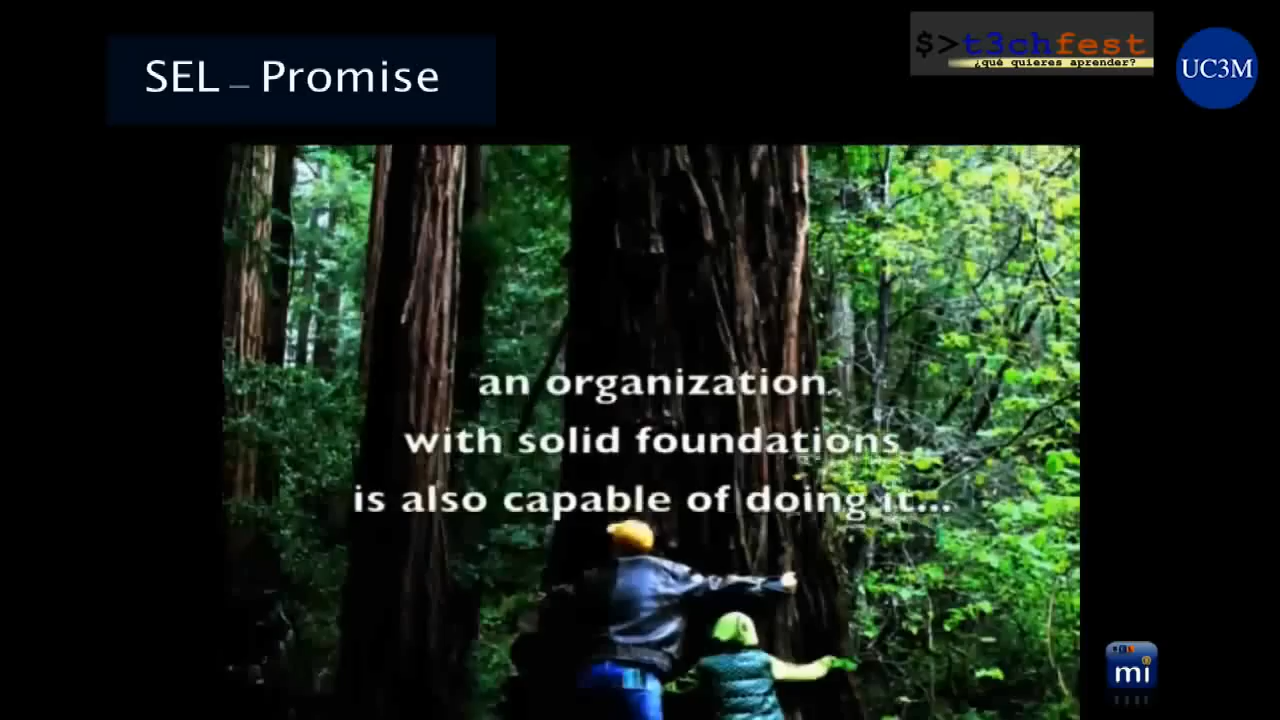 SEL – Promise
$>t3chfest
¿qué quieres aprender?
UC3M
an organization
with solid foundations
is also capable of doing it...
mi